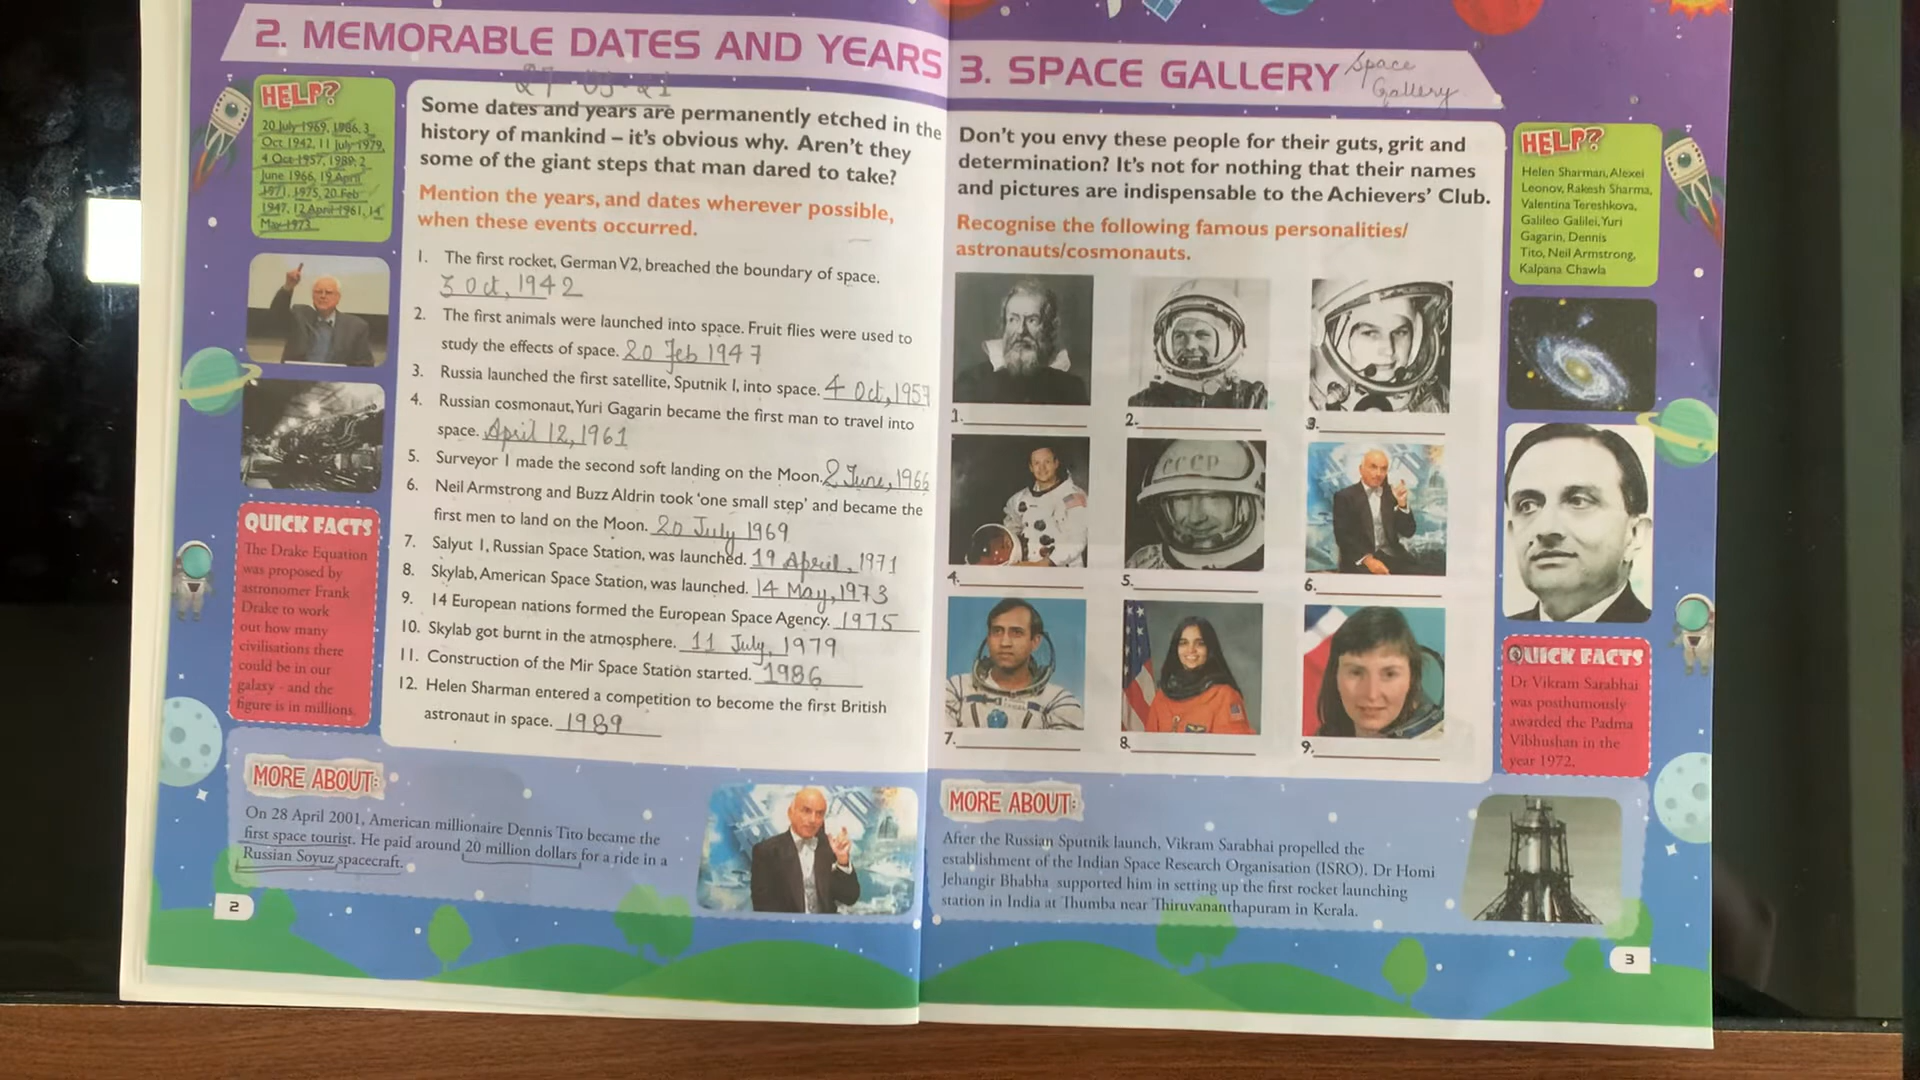 2. MEMORABLE DATES AND YEARS
27-05-21
HELP?
20 July 1969, 1986, 3
Oct 1942, 11 July 1979,
4 Oct 1957, 1989, 2
June 1966, 19 April
1971, 1975, 20 Feb
1947, 12 April 1961, 14
May 1973
Some dates and years are permanently etched in the
history of mankind – it's obvious why. Aren't they
some of the giant steps that man dared to take?
Mention the years, and dates wherever possible,
when these events occurred.
1. The first rocket, German V2, breached the boundary of space.
3 Oct, 1942
2. The first animals were launched into space. Fruit flies were used to
study the effects of space. 20 Feb 1947
3. Russia launched the first satellite, Sputnik I, into space. 4 Oct, 1957
4. Russian cosmonaut, Yuri Gagarin became the first man to travel into
space. April 12, 1961
5. Surveyor 1 made the second soft landing on the Moon. 2 June, 1966
6. Neil Armstrong and Buzz Aldrin took 'one small step' and became the
first men to land on the Moon. 20 July 1969
7. Salyut 1, Russian Space Station, was launched. 19 April, 1971
8. Skylab, American Space Station, was launched. 14 May, 1973
9. 14 European nations formed the European Space Agency. 1975
10. Skylab got burnt in the atmosphere. 11 July, 1979
11. Construction of the Mir Space Station started. 1986
12. Helen Sharman entered a competition to become the first British
astronaut in space. 1989
QUICK FACTS
The Drake Equation
was proposed by
astronomer Frank
Drake to work
out how many
civilisations there
could be in our
galaxy - and the
figure is in millions.
MORE ABOUT:
On 28 April 2001, American millionaire Dennis Tito became the
first space tourist. He paid around 20 million dollars for a ride in a
Russian Soyuz spacecraft.
2
3. SPACE GALLERY
Space
Gallery
Don't you envy these people for their guts, grit and
determination? It's not for nothing that their names
and pictures are indispensable to the Achievers' Club.
Recognise the following famous personalities/
astronauts/cosmonauts.
HELP?
Helen Sharman, Alexei
Leonov, Rakesh Sharma,
Valentina Tereshkova,
Galileo Galilei, Yuri
Gagarin, Dennis
Tito, Neil Armstrong,
Kalpana Chawla
1. 2. 3.
CCCP
4. 5. 6.
7. 8. 9.
QUICK FACTS
Dr Vikram Sarabhai
was posthumously
awarded the Padma
Vibhushan in the
year 1972.
MORE ABOUT:
After the Russian Sputnik launch, Vikram Sarabhai propelled the
establishment of the Indian Space Research Organisation (ISRO). Dr Homi
Jehangir Bhabha supported him in setting up the first rocket launching
station in India at Thumba near Thiruvananthapuram in Kerala.
3